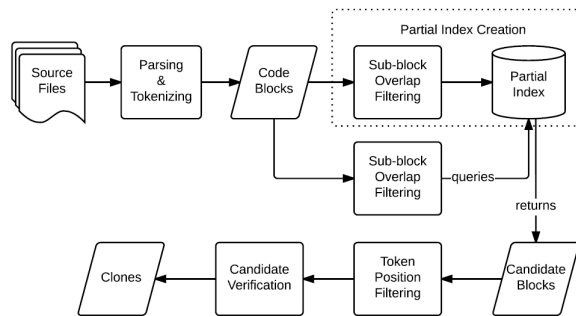 Partial Index Creation
Source
Files
Parsing
&
Tokenizing
Code
Blocks
Sub-block
Overlap
Filtering
Partial
Index
Sub-block
Overlap
Filtering
queries
returns
Clones
Candidate
Verification
Token
Position
Filtering
Candidate
Blocks